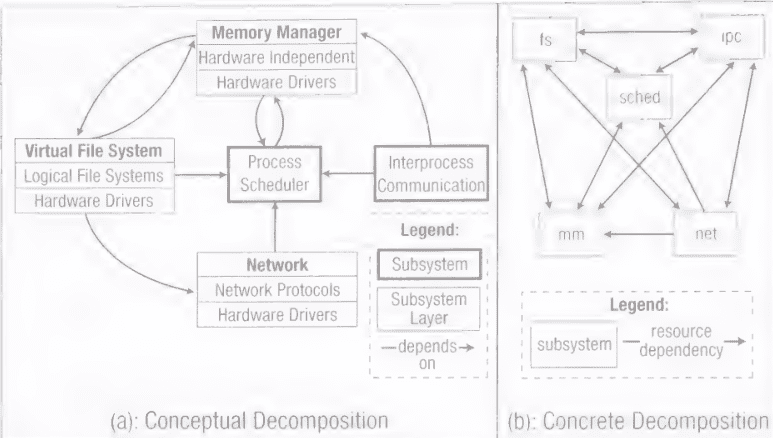 Memory Manager
Hardware Independent
Hardware Drivers
Virtual File System
Logical File Systems
Hardware Drivers
Process
Scheduler
Interprocess
Communication
Network
Network Protocols
Hardware Drivers
Legend:
Subsystem
Subsystem
Layer
depends
on
(a): Conceptual Decomposition
fs
ipc
sched
mm
net
Legend:
subsystem
resource
dependency
(b): Concrete Decomposition